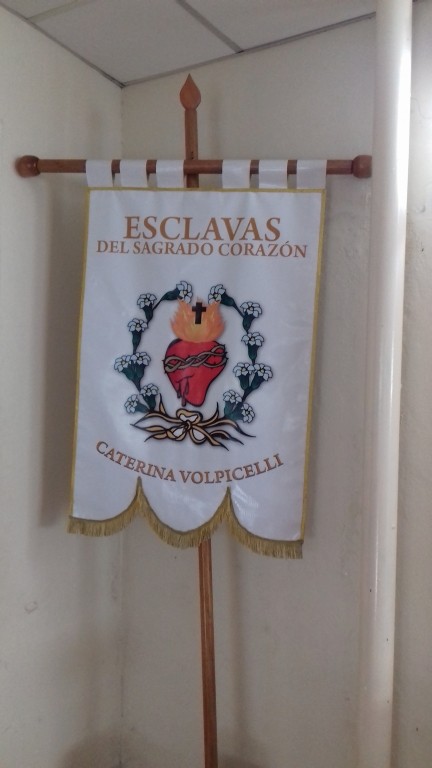 ESCLAVAS
DEL SAGRADO CORAZÓN
CATERINA VOLPICELLI